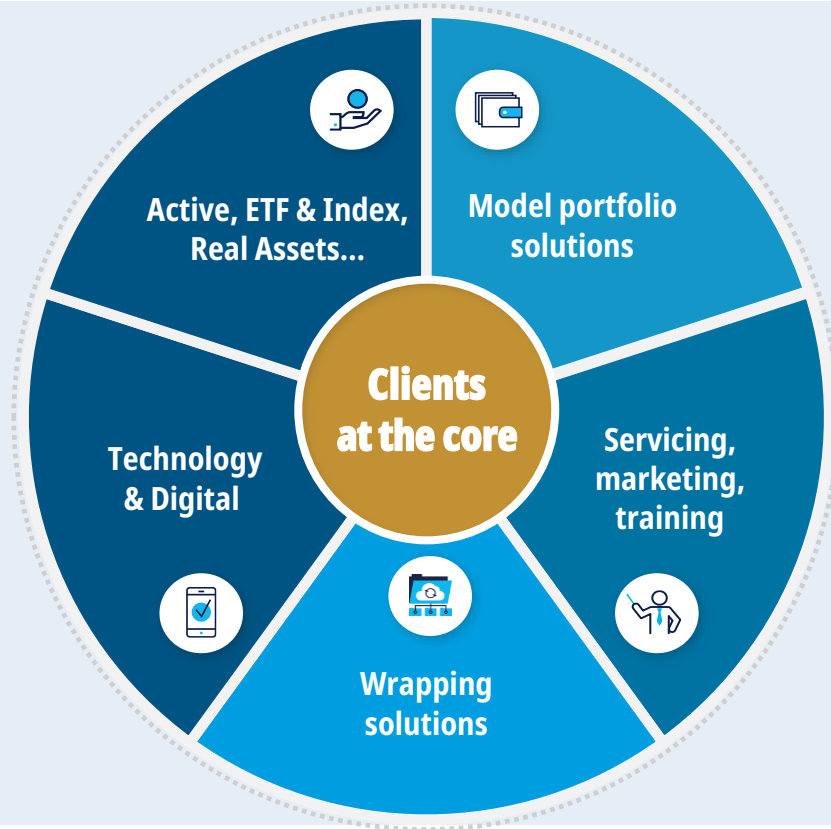 Active, ETF & Index,
Real Assets...
Model portfolio
solutions
Clients
at the core
Servicing,
marketing,
training
Technology
& Digital
Wrapping
solutions